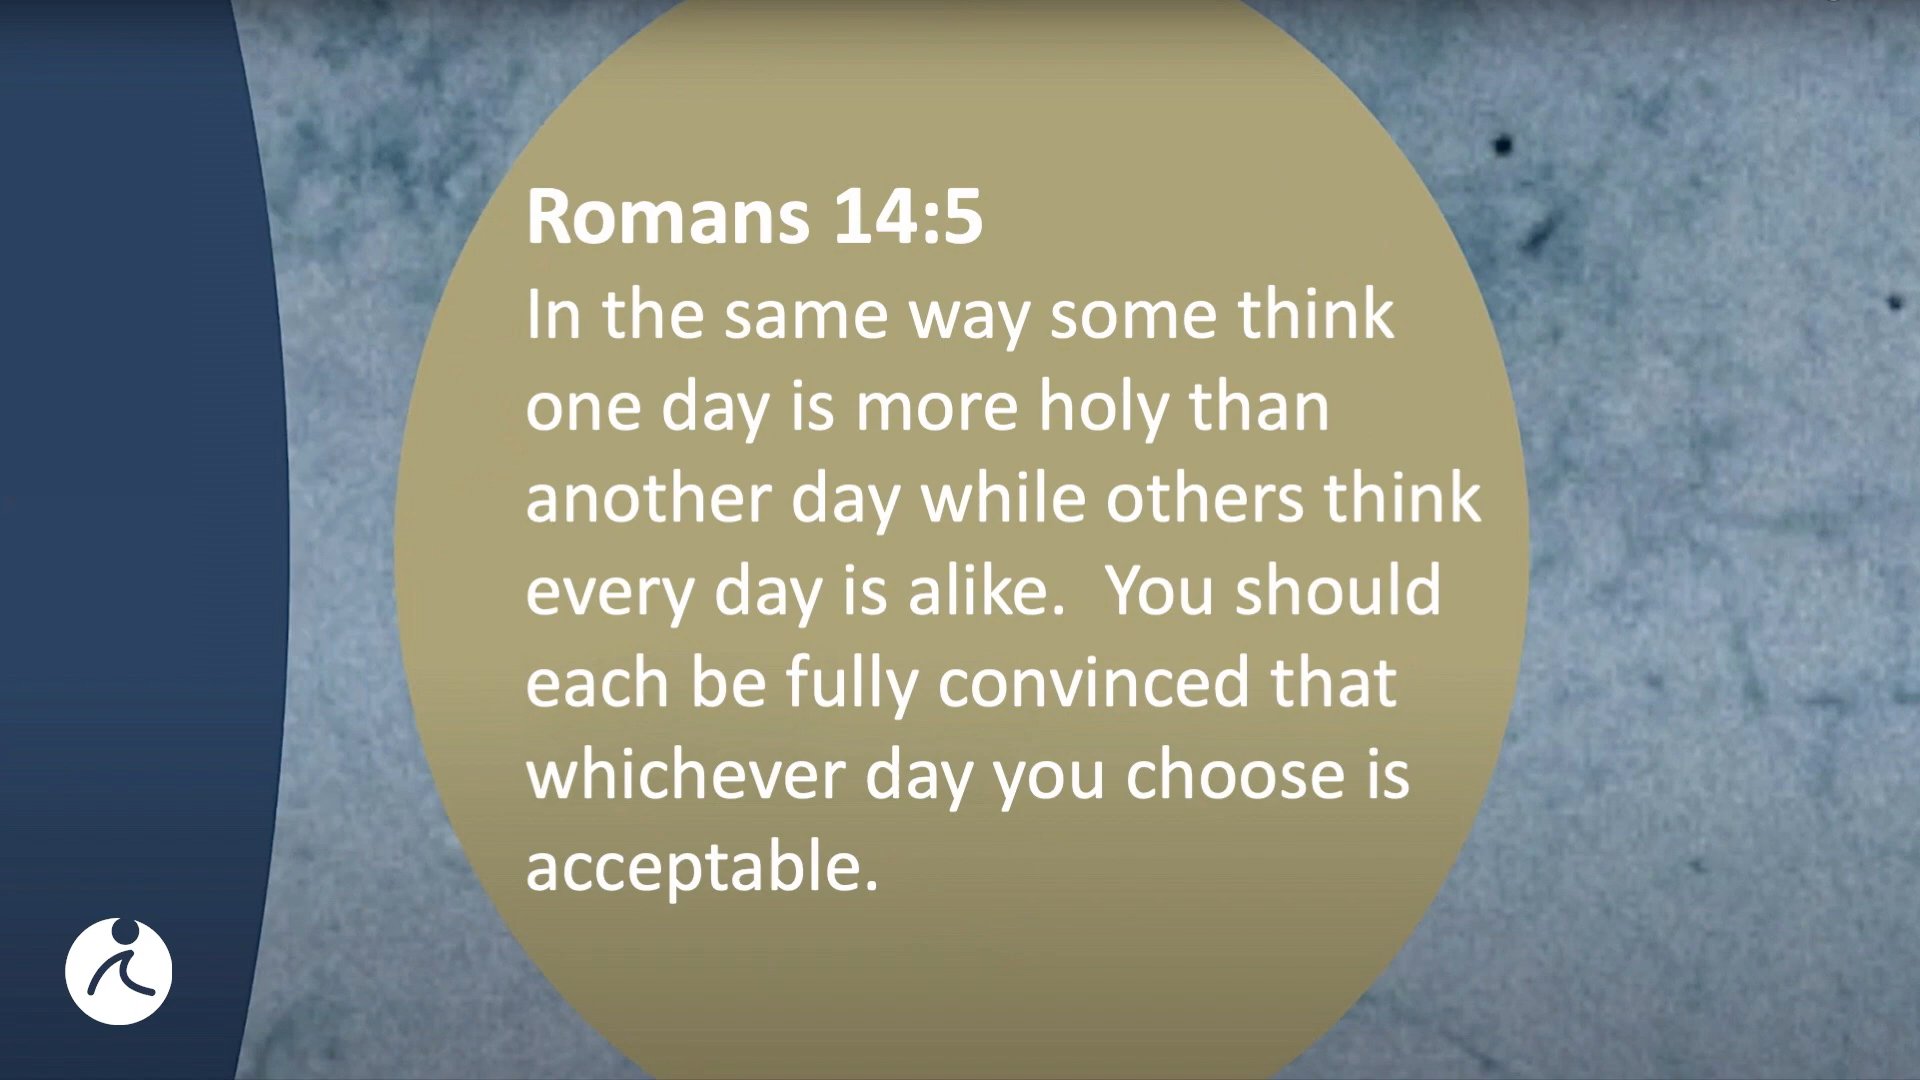 Romans 14:5
In the same way some think
one day is more holy than
another day while others think
every day is alike.  You should
each be fully convinced that
whichever day you choose is
acceptable.